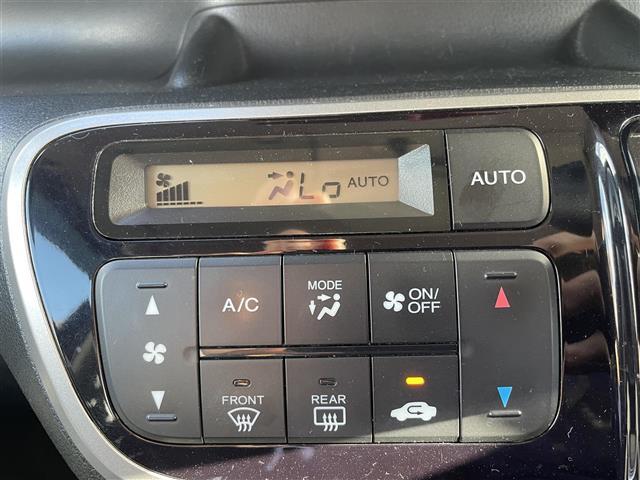 Lo AUTO
AUTO
A/C
MODE
ON/
OFF
FRONT
REAR